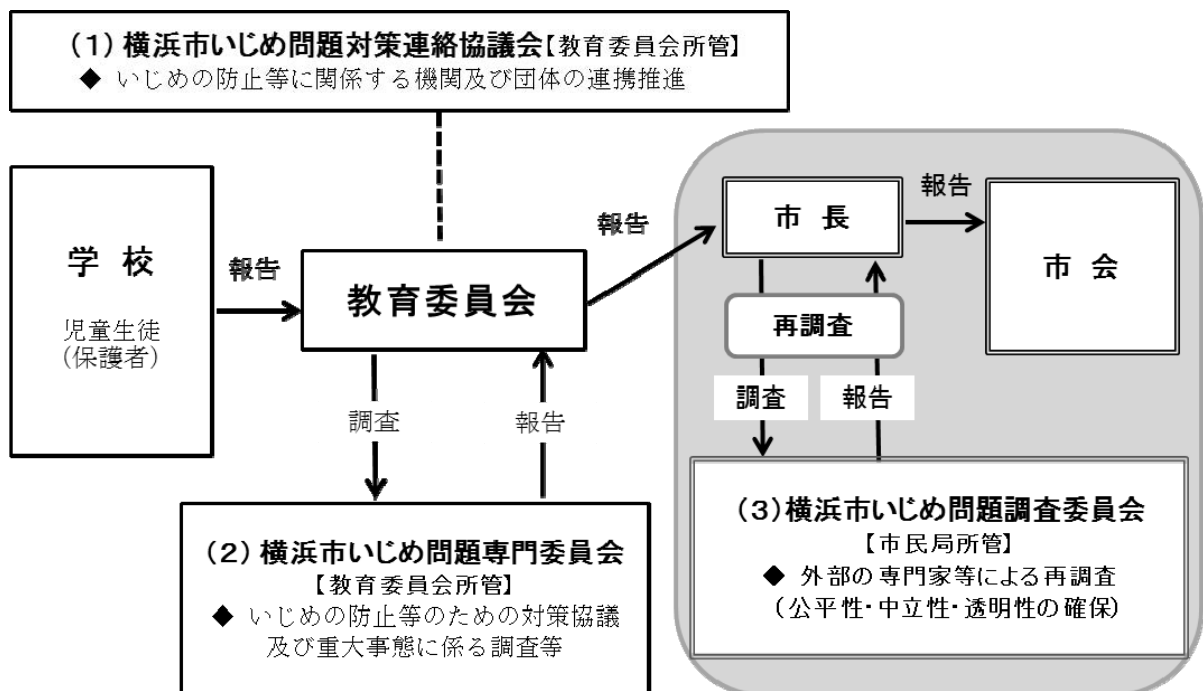 （1）横浜市いじめ問題対策連絡協議会【教育委員会所管】
◆ いじめの防止等に関係する機関及び団体の連携推進
学 校
児童生徒
(保護者)
報告
教育委員会
報告
市 長
報告
市 会
再調査
調査
報告
調査
報告
（2）横浜市いじめ問題専門委員会
【教育委員会所管】
◆ いじめの防止等のための対策協議
及び重大事態に係る調査等
（3）横浜市いじめ問題調査委員会
【市民局所管】
◆ 外部の専門家等による再調査
（公平性・中立性・透明性の確保）